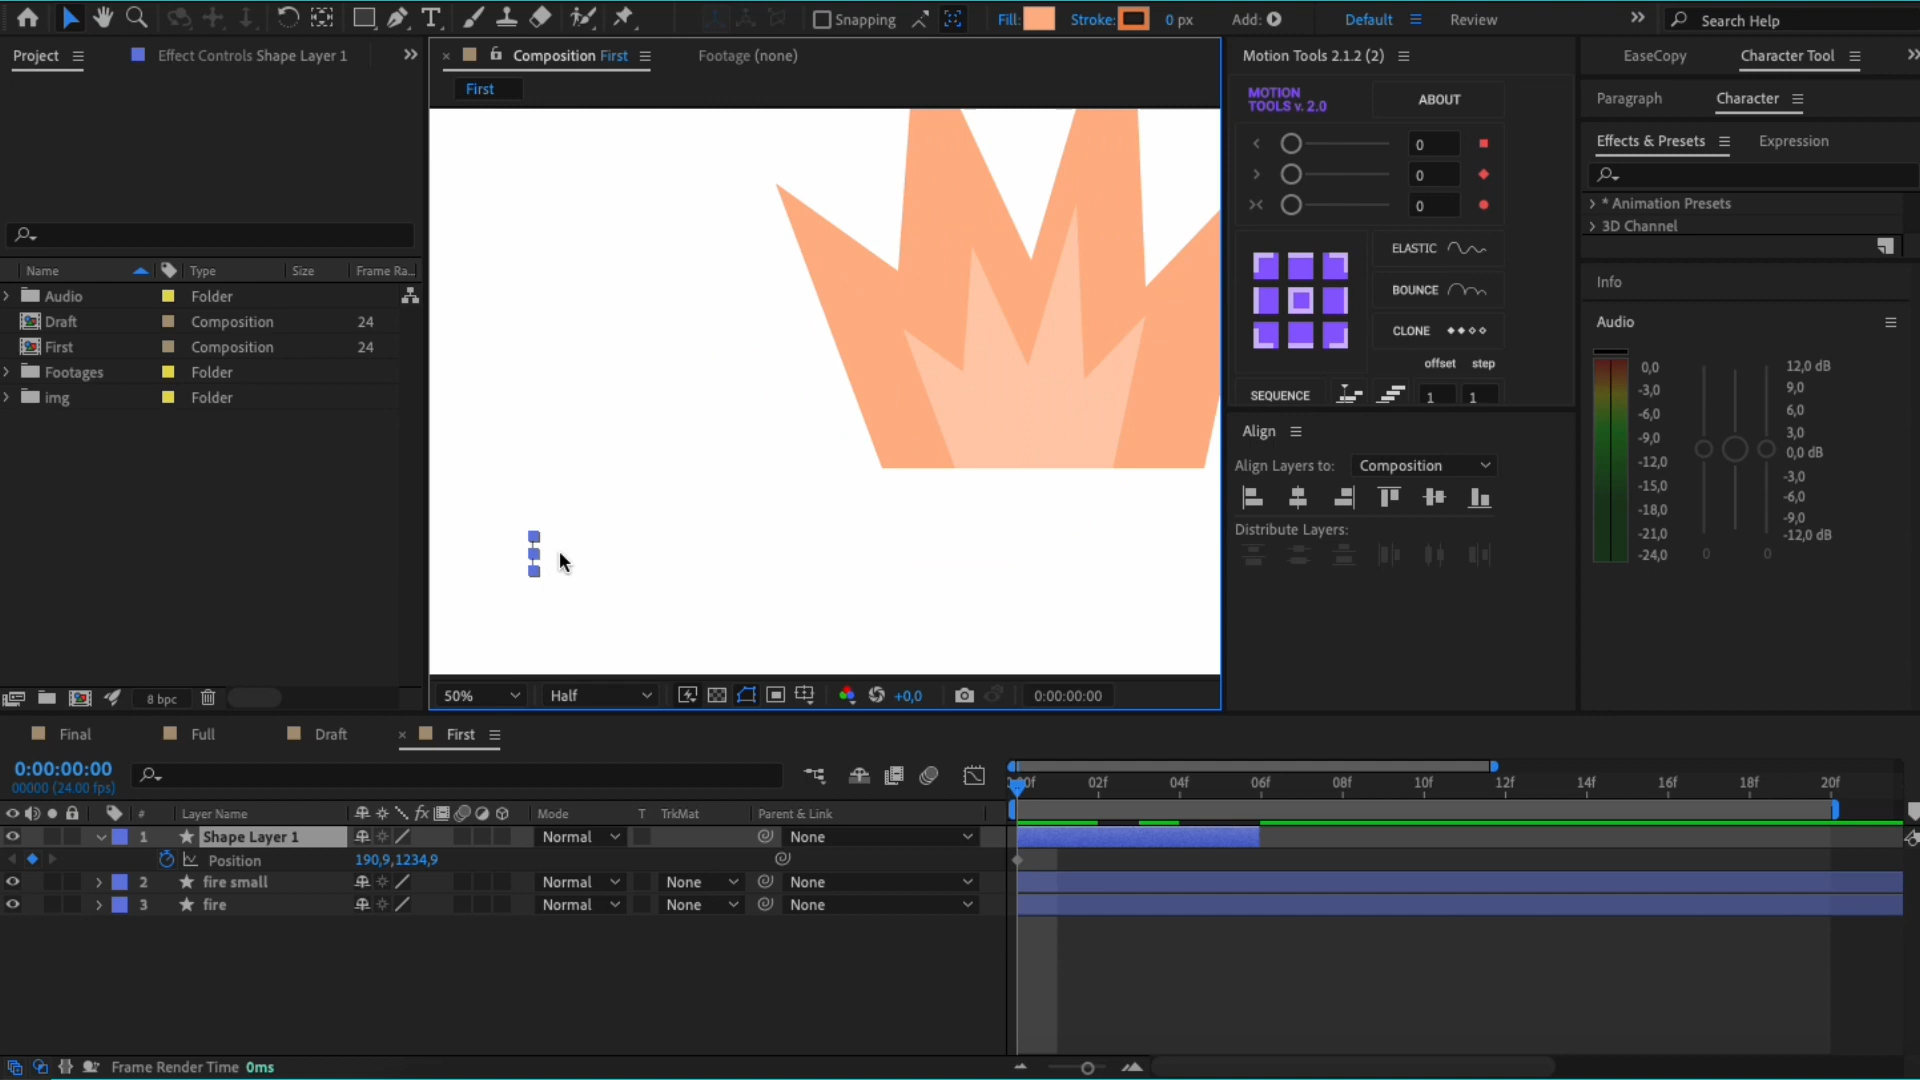 Snapping
Fill:
Stroke:
0 px
Add:
Default
Review
Search Help
Project
Effect Controls Shape Layer 1
Composition First
Footage (none)
First
Motion Tools 2.1.2 (2)
EaseCopy
Character Tool
MOTION
TOOLS v. 2.0
ABOUT
Paragraph
Character
0
0
0
Effects & Presets
Expression
* Animation Presets
3D Channel
ELASTIC
BOUNCE
CLONE
offset
step
SEQUENCE
1
1
Name
Type
Size
Frame Ra...
Audio
Folder
Draft
Composition
24
First
Composition
24
Footages
Folder
img
Folder
Info
Audio
0,0
-3,0
-6,0
-9,0
-12,0
-15,0
-18,0
-21,0
-24,0
12,0 dB
9,0
6,0
3,0
0,0 dB
-3,0
-6,0
-9,0
-12,0 dB
0
0
Align
Align Layers to:
Composition
Distribute Layers:
8 bpc
50%
Half
+0,0
0:00:00:00
Final
Full
Draft
First
0:00:00:00
00000 (24.00 fps)
02f
04f
06f
08f
10f
12f
14f
16f
18f
20f
#
Layer Name
fx
Mode
T
TrkMat
Parent & Link
1
Shape Layer 1
Normal
None
Position
190,9,1234,9
2
fire small
Normal
None
None
3
fire
Normal
None
None
Frame Render Time 0ms